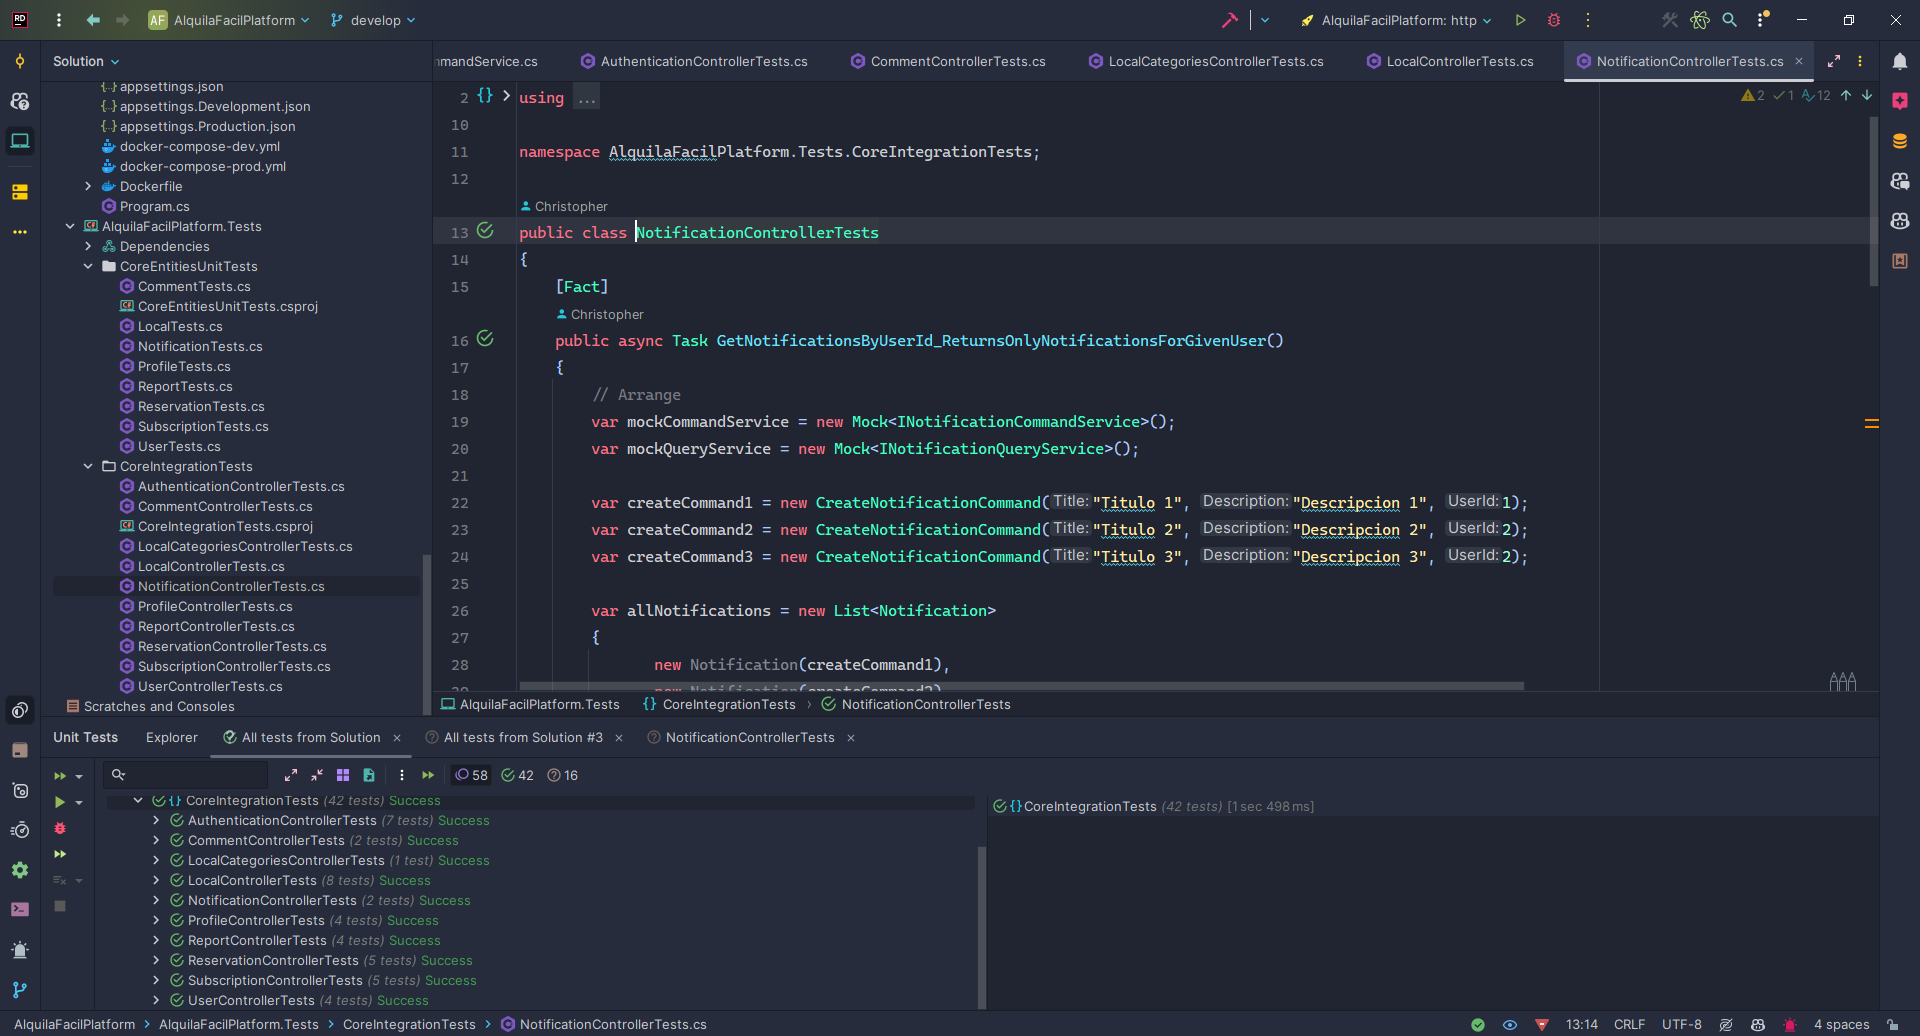 RD AF AlquilaFacilPlatform develop AlquilaFacilPlatform: http
Solution
mmandService.cs AuthenticationControllerTests.cs CommentControllerTests.cs LocalCategoriesControllerTests.cs LocalControllerTests.cs NotificationControllerTests.cs
appsettings.json
appsettings.Development.json
appsettings.Production.json
docker-compose-dev.yml
docker-compose-prod.yml
Dockerfile
Program.cs
AlquilaFacilPlatform.Tests
Dependencies
CoreEntitiesUnitTests
CommentTests.cs
CoreEntitiesUnitTests.csproj
LocalTests.cs
NotificationTests.cs
ProfileTests.cs
ReportTests.cs
ReservationTests.cs
SubscriptionTests.cs
UserTests.cs
CoreIntegrationTests
AuthenticationControllerTests.cs
CommentControllerTests.cs
CoreIntegrationTests.csproj
LocalCategoriesControllerTests.cs
LocalControllerTests.cs
NotificationControllerTests.cs
ProfileControllerTests.cs
ReportControllerTests.cs
ReservationControllerTests.cs
SubscriptionControllerTests.cs
UserControllerTests.cs
Scratches and Consoles
2 using ...
2 1 12
10
11 namespace AlquilaFacilPlatform.Tests.CoreIntegrationTests;
12
Christopher
13 public class NotificationControllerTests
14 {
15 [Fact]
Christopher
16 public async Task GetNotificationsByUserId_ReturnsOnlyNotificationsForGivenUser()
17 {
18 // Arrange
19 var mockCommandService = new Mock<INotificationCommandService>();
20 var mockQueryService = new Mock<INotificationQueryService>();
21
22 var createCommand1 = new CreateNotificationCommand(Title: "Titulo 1", Description: "Descripcion 1", UserId: 1);
23 var createCommand2 = new CreateNotificationCommand(Title: "Titulo 2", Description: "Descripcion 2", UserId: 2);
24 var createCommand3 = new CreateNotificationCommand(Title: "Titulo 3", Description: "Descripcion 3", UserId: 2);
25
26 var allNotifications = new List<Notification>
27 {
28 new Notification(createCommand1),
29 new Notification(createCommand2)
AlquilaFacilPlatform.Tests CoreIntegrationTests NotificationControllerTests
Unit Tests Explorer All tests from Solution All tests from Solution #3 NotificationControllerTests
58 42 16
CoreIntegrationTests (42 tests) Success
AuthenticationControllerTests (7 tests) Success
CommentControllerTests (2 tests) Success
LocalCategoriesControllerTests (1 test) Success
LocalControllerTests (8 tests) Success
NotificationControllerTests (2 tests) Success
ProfileControllerTests (4 tests) Success
ReportControllerTests (4 tests) Success
ReservationControllerTests (5 tests) Success
SubscriptionControllerTests (5 tests) Success
UserControllerTests (4 tests) Success
CoreIntegrationTests (42 tests) [1 sec 498 ms]
AlquilaFacilPlatform AlquilaFacilPlatform.Tests CoreIntegrationTests NotificationControllerTests.cs
13:14 CRLF UTF-8 4 spaces